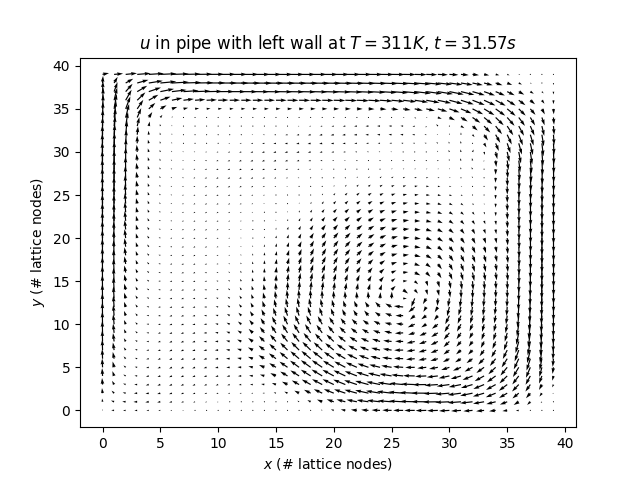 u in pipe with left wall at T = 311K, t = 31.57s
40
35
30
25
20
15
10
5
0
y (# lattice nodes)
0 5 10 15 20 25 30 35 40
x (# lattice nodes)